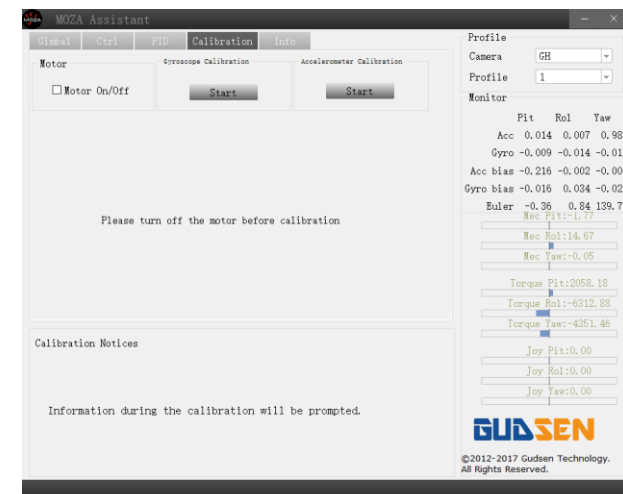 MOZA MOZA Assistant
Gimbal Ctrl PID Calibration Info
Motor
Motor On/Off
Gyroscope Calibration
Start
Accelerometer Calibration
Start
Please turn off the motor before calibration
Calibration Notices
Information during the calibration will be prompted.
Profile
Camera GH
Profile 1
Monitor
Pit Rol Yaw
Acc 0.014 0.007 0.98
Gyro -0.009 -0.014 -0.01
Acc bias -0.216 -0.002 -0.00
Gyro bias -0.016 0.034 -0.02
Euler -0.36 0.84 139.7
Mec Pit:-1.77
Mec Rol:14.67
Mec Yaw:-0.05
Torque Pit:2058.18
Torque Rol:-6312.88
Torque Yaw:-4351.46
Joy Pit:0.00
Joy Rol:0.00
Joy Yaw:0.00
GUDSEN
©2012-2017 Gudsen Technology.
All Rights Reserved.